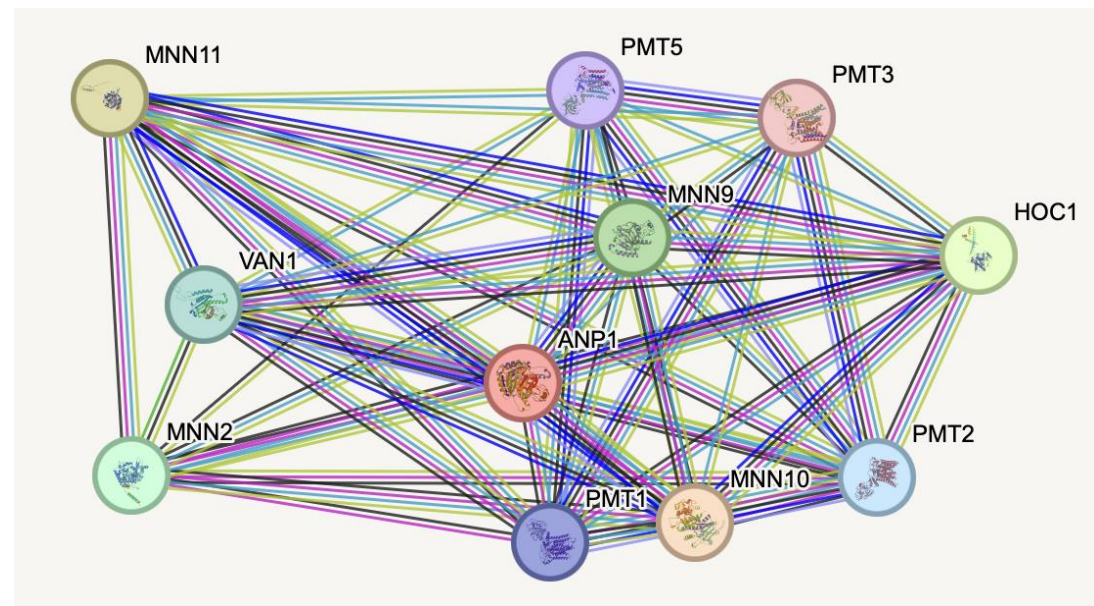 MNN11
PMT5
PMT3
MNN9
HOC1
VAN1
ANP1
MNN2
PMT2
MNN10
PMT1